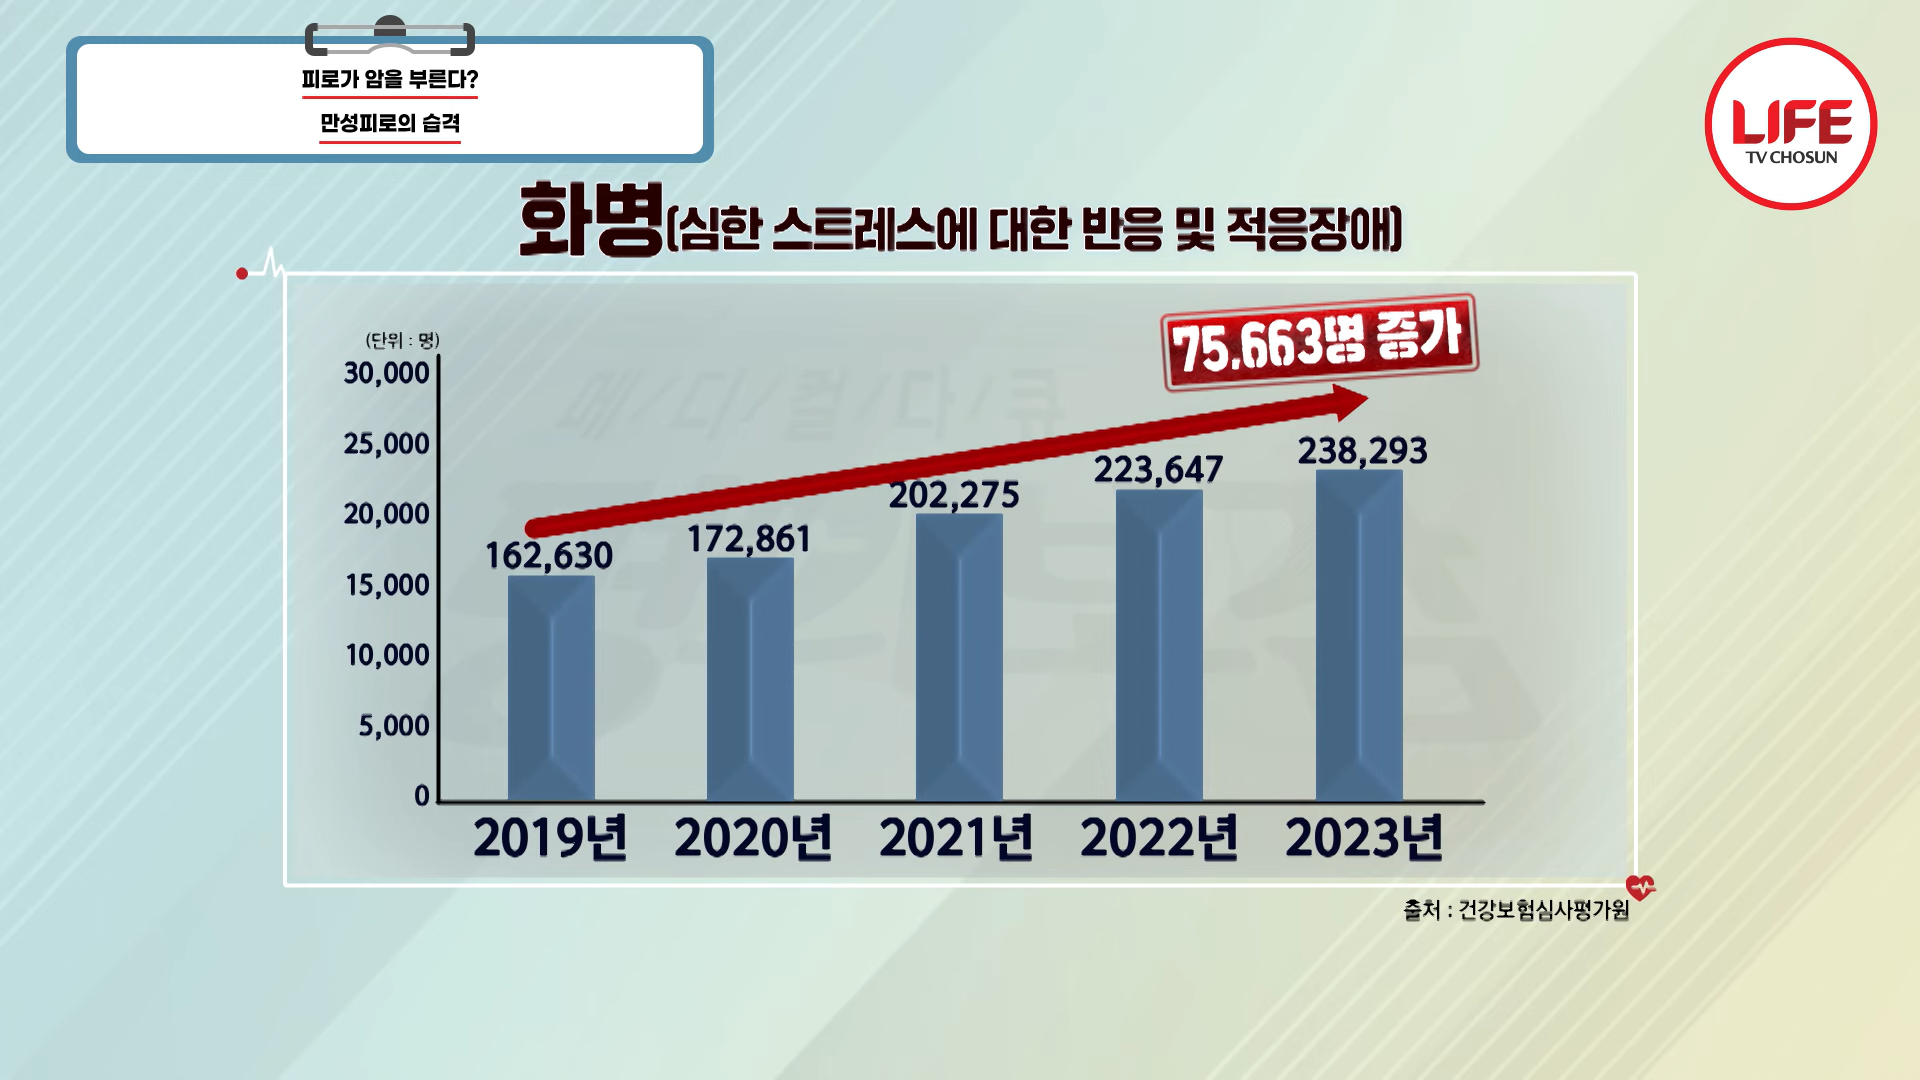 피로가 암을 부른다?
만성피로의 습격
LIFE
TV CHOSUN
화병(심한 스트레스에 대한 반응 및 적응장애)
75.663명 증가
(단위 : 명)
30,000
25,000
20,000
15,000
10,000
5,000
0
162,630
172,861
202,275
223,647
238,293
2019년
2020년
2021년
2022년
2023년
출처 : 건강보험심사평가원